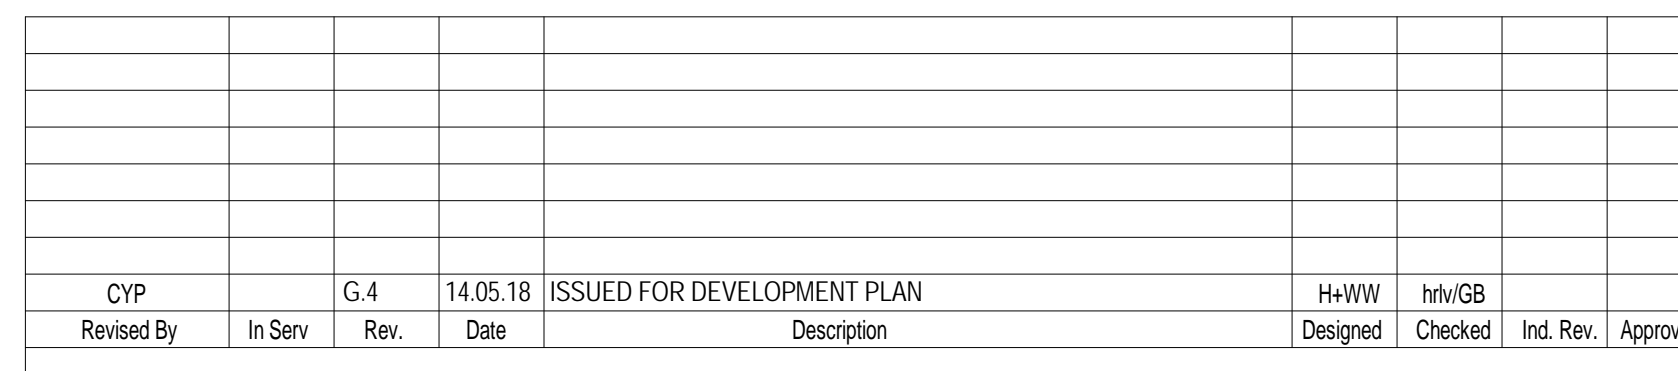 CYP G.4 14.05.18 ISSUED FOR DEVELOPMENT PLAN H+WW hrlv/GB
Revised By In Serv Rev. Date Description Designed Checked Ind. Rev. Approv